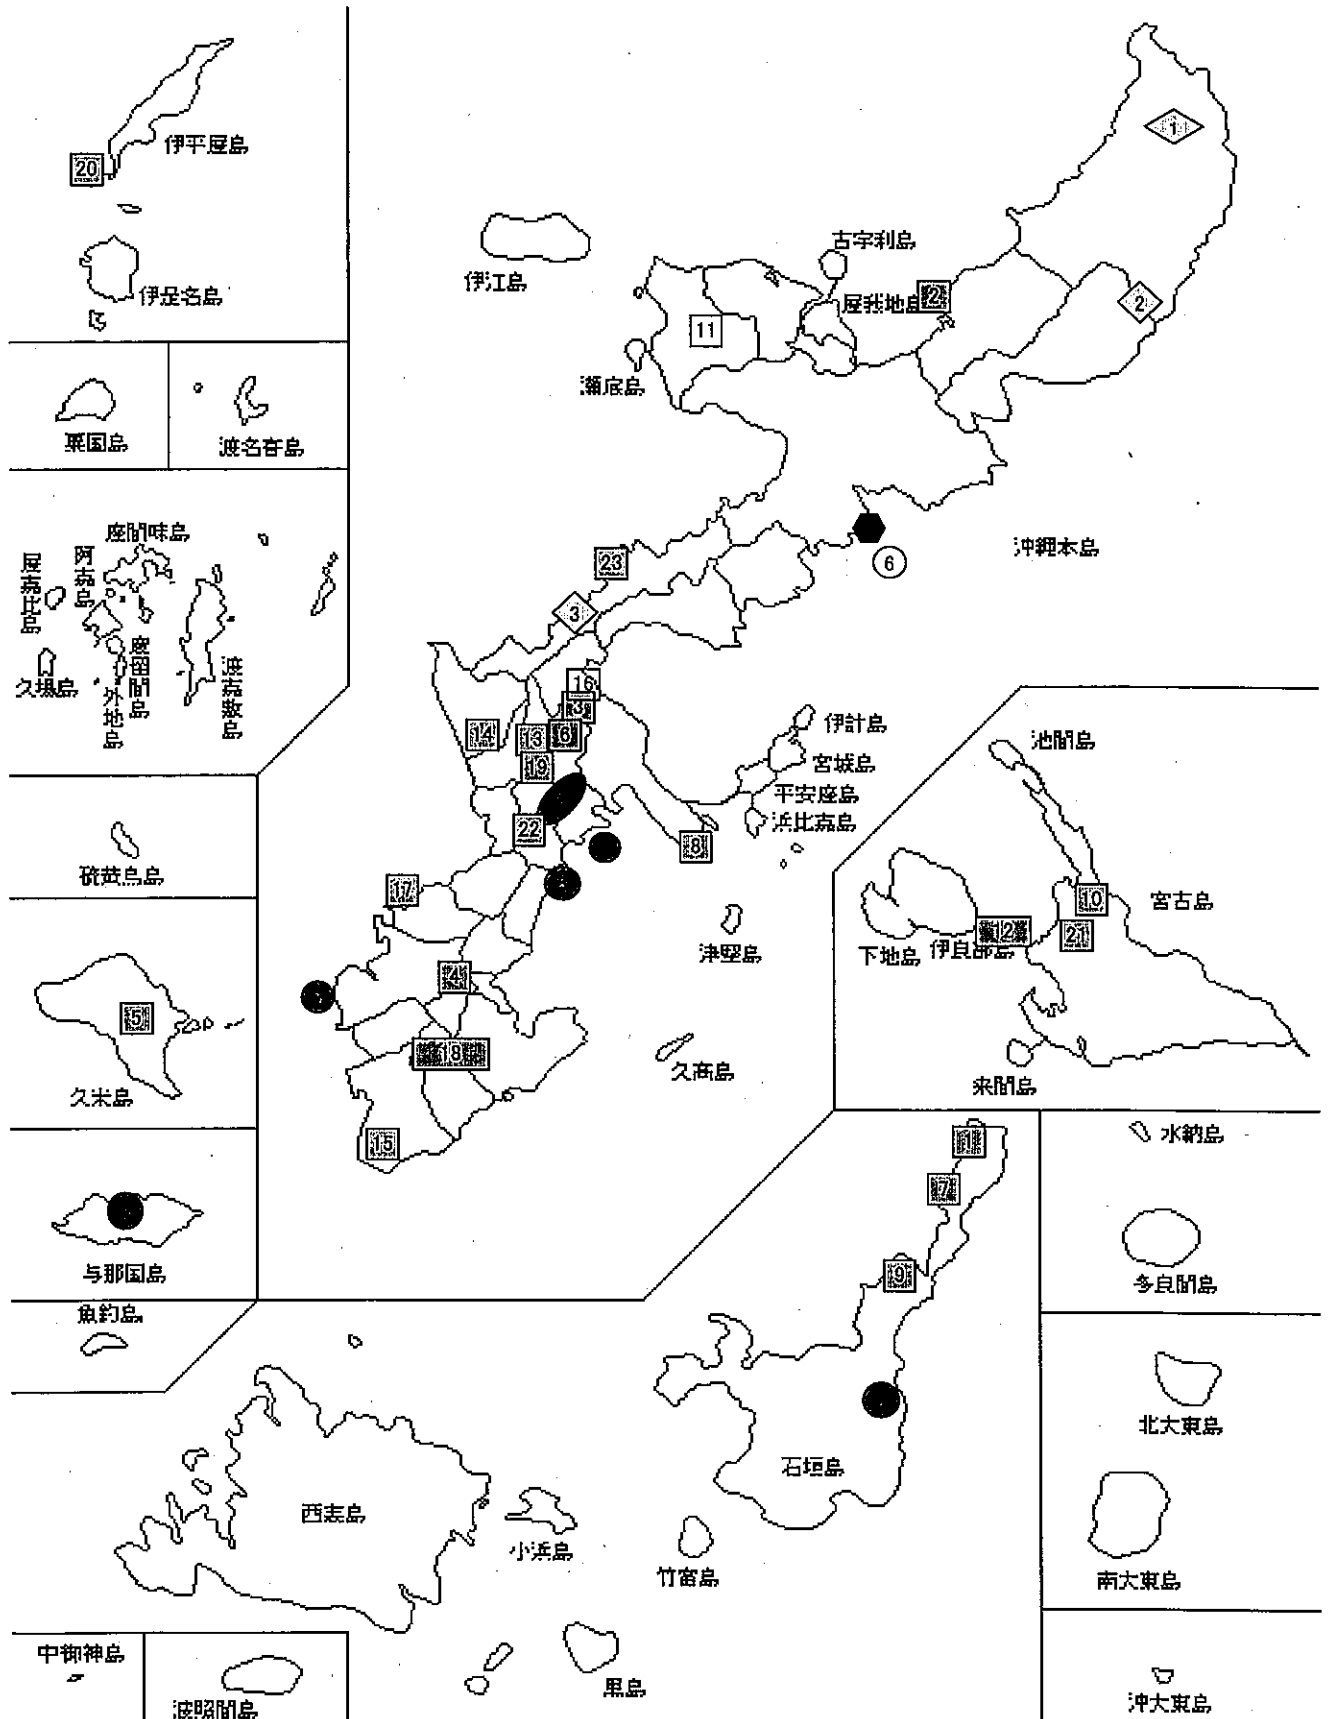 伊平屋島
20
伊是名島
粟国島
渡名喜島
座間味島
阿嘉島
屋嘉比島
久場島
慶留間島
外地島
渡嘉敷島
硫黄鳥島
5
久米島
与那国島
魚釣島
1
伊江島
古宇利島
屋我地島
2
2
11
瀬底島
6
沖縄本島
23
3
16
3
14
13
6
19
22
8
伊計島
宮城島
平安座島
浜比嘉島
17
津堅島
4
18
久高島
15
池間島
10
宮古島
12
21
下地島
伊良部島
来間島
1
7
9
石垣島
西表島
小浜島
竹富島
黒島
中御神島
波照間島
水納島
多良間島
北大東島
南大東島
沖大東島